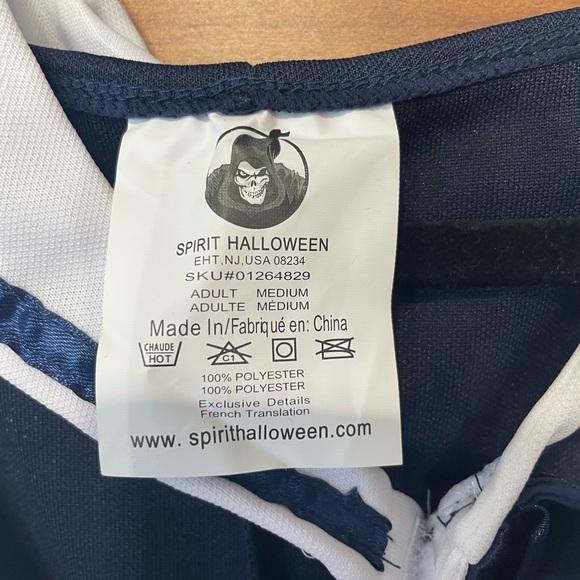 SPIRIT HALLOWEEN
EHT,NJ,USA 08234
SKU#01264829
ADULT MEDIUM
ADULTE MÉDIUM
Made In/Fabriqué en: China
CHAUDE
HOT
C1
100% POLYESTER
100% POLYESTER
Exclusive Details
French Translation
www. spirithalloween.com